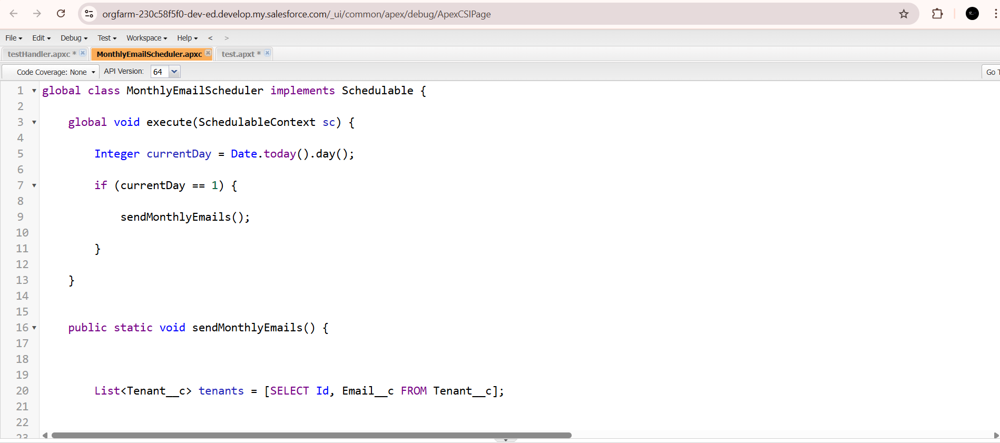 orgfarm-230c58f5f0-dev-ed.develop.my.salesforce.com/_ui/common/apex/debug/ApexCSIPage
File Edit Debug Test Workspace Help < >
testHandler.apxc * MonthlyEmailScheduler.apxc test.apxt *
Code Coverage: None API Version: 64 Go T
1 global class MonthlyEmailScheduler implements Schedulable {
2
3 global void execute(SchedulableContext sc) {
4
5 Integer currentDay = Date.today().day();
6
7 if (currentDay == 1) {
8
9 sendMonthlyEmails();
10
11 }
12
13 }
14
15
16 public static void sendMonthlyEmails() {
17
18
19
20 List<Tenant__c> tenants = [SELECT Id, Email__c FROM Tenant__c];
21
22
23